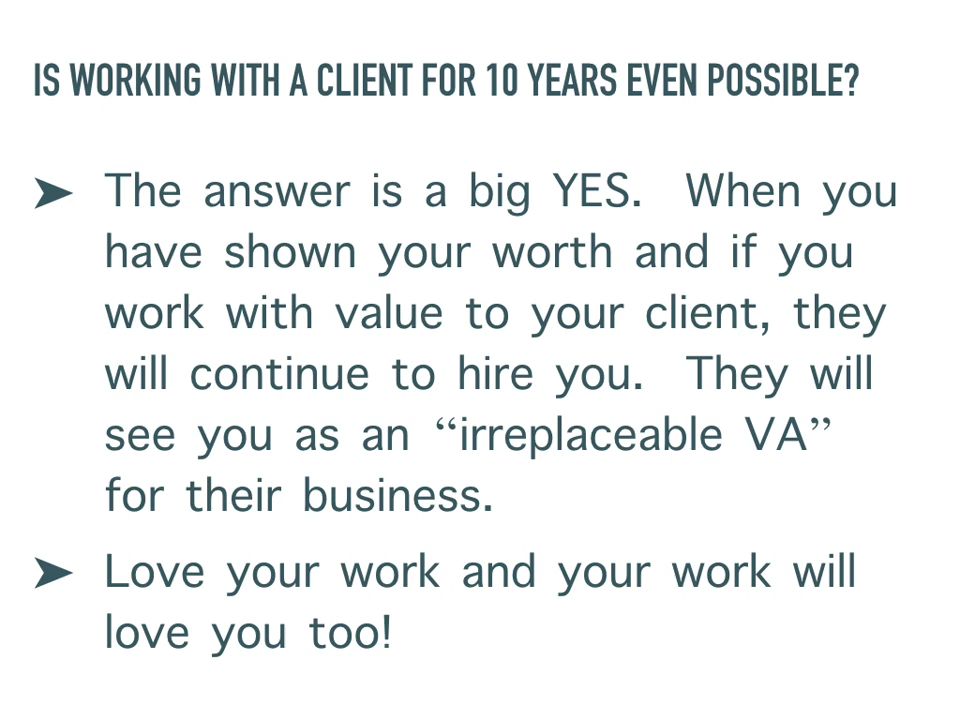 IS WORKING WITH A CLIENT FOR 10 YEARS EVEN POSSIBLE?
➤ The answer is a big YES.  When you
have shown your worth and if you
work with value to your client, they
will continue to hire you.  They will
see you as an “irreplaceable VA”
for their business.
➤ Love your work and your work will
love you too!